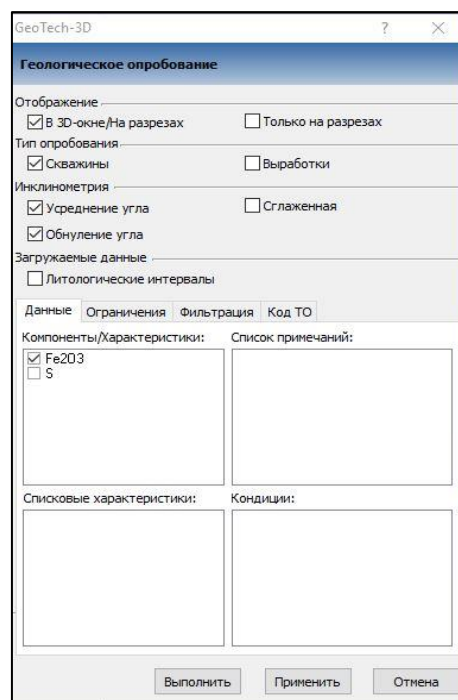 GeoTech-3D ? ×
Геологическое опробование
Отображение
В 3D-окне/На разрезах Только на разрезах
Тип опробования
Скважины Выработки
Инклинометрия
Усреднение угла Сглаженная
Обнуление угла
Загружаемые данные
Литологические интервалы
Данные Ограничения Фильтрация Код ТО
Компоненты/Характеристики: Список примечаний:
Fe2O3
S
Списковые характеристики: Кондиции:
Выполнить Применить Отмена